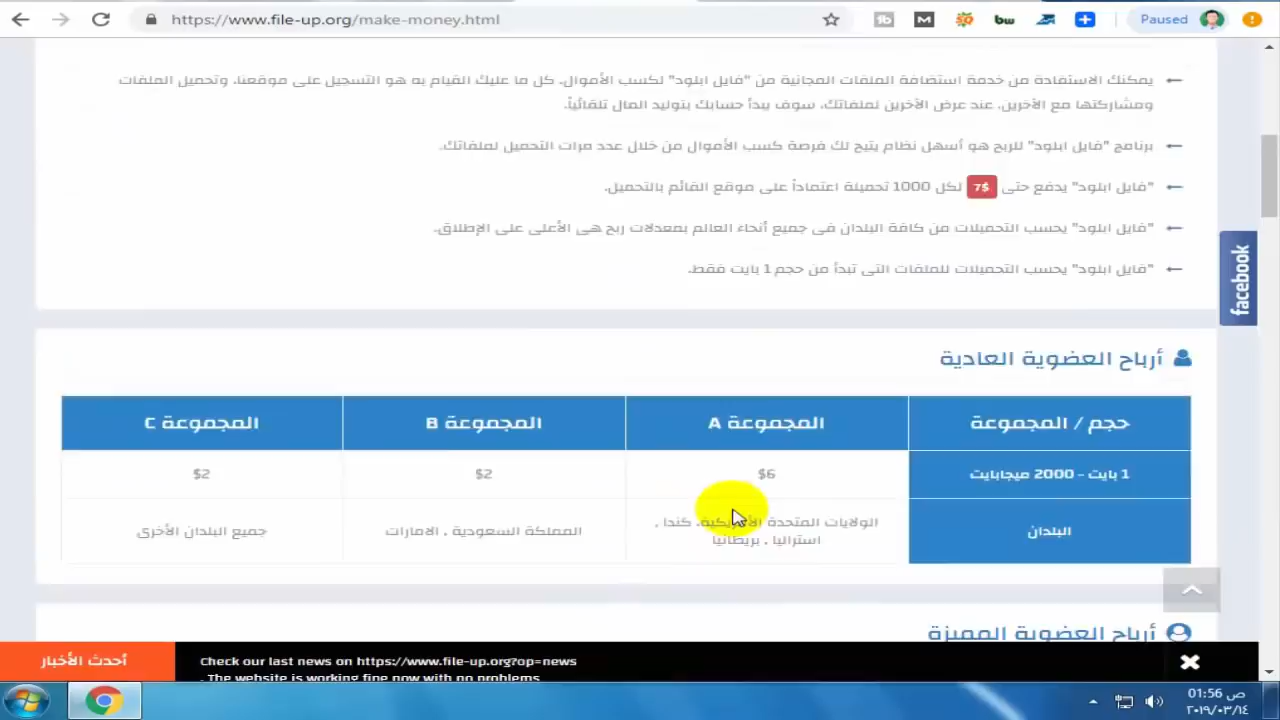 https://www.file-up.org/make-money.html
Paused
يمكنك الاستفادة من خدمة استضافة الملفات المجانية من "فايل ابلود" لكسب الأموال. كل ما عليك القيام به هو التسجيل على موقعنا، وتحميل الملفات
ومشاركتها مع الآخرين. عند عرض الآخرين لملفاتك، سوف يبدأ حسابك بتوليد المال تلقائياً.
برنامج "فايل ابلود" للربح هو أسهل نظام يتيح لك فرصة كسب الأموال من خلال عدد مرات التحميل لملفاتك.
"فايل ابلود" يدفع حتى 7$ لكل 1000 تحميلة اعتماداً على موقع القائم بالتحميل.
"فايل ابلود" يحسب التحميلات من كافة البلدان في جميع أنحاء العالم بمعدلات ربح هي الأعلى على الإطلاق.
"فايل ابلود" يحسب التحميلات للملفات التي تبدأ من حجم 1 بايت فقط.
facebook
أرباح العضوية العادية
حجم / المجموعة المجموعة A المجموعة B المجموعة C
1 بايت - 2000 ميجابايت $6 $2 $2
البلدان الولايات المتحدة الأمريكية، كندا , استراليا , بريطانيا المملكة السعودية , الامارات جميع البلدان الأخرى
أرباح العضوية المميزة
أحدث الأخبار
Check our last news on https://www.file-up.org?op=news
. The website is working fine now with no problems
01:56 ص
٢٠١٩/٠٣/١٤